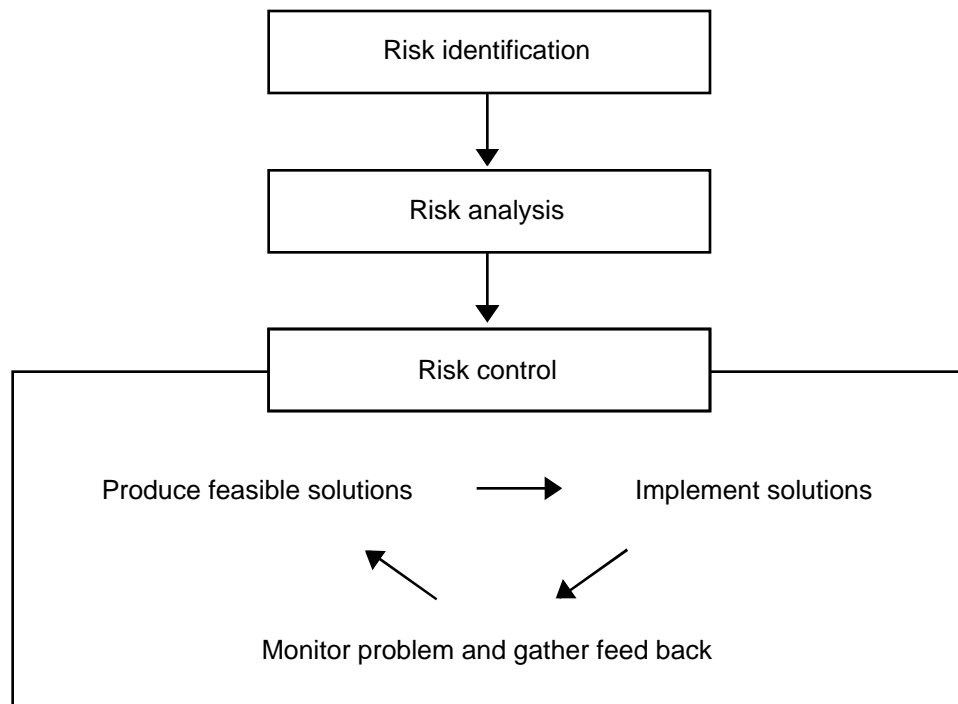 Risk identification
Risk analysis
Risk control
Produce feasible solutions
Implement solutions
Monitor problem and gather feed back